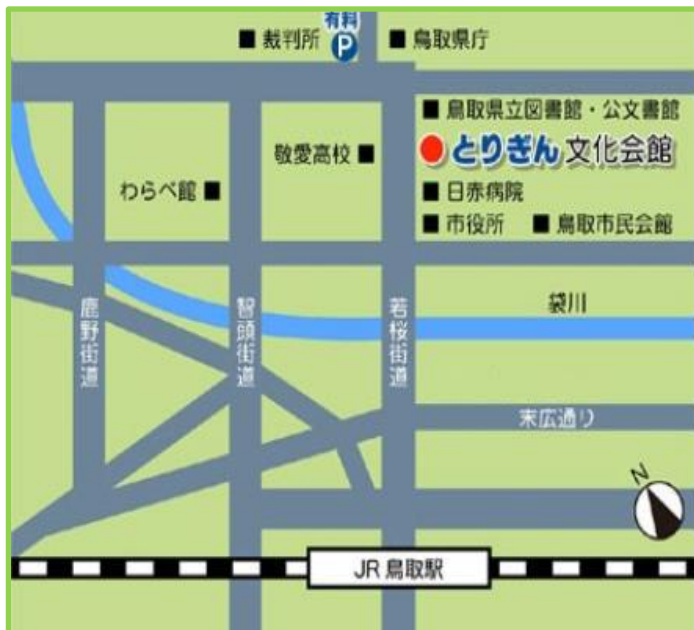 有料
P
■ 裁判所
■ 鳥取県庁
■ 鳥取県立図書館・公文書館
敬愛高校 ■
● とりぎん 文化会館
わらべ館 ■
■ 日赤病院
■ 市役所 ■ 鳥取市民会館
鹿野街道
智頭街道
若桜街道
袋川
末広通り
N
JR 鳥取駅